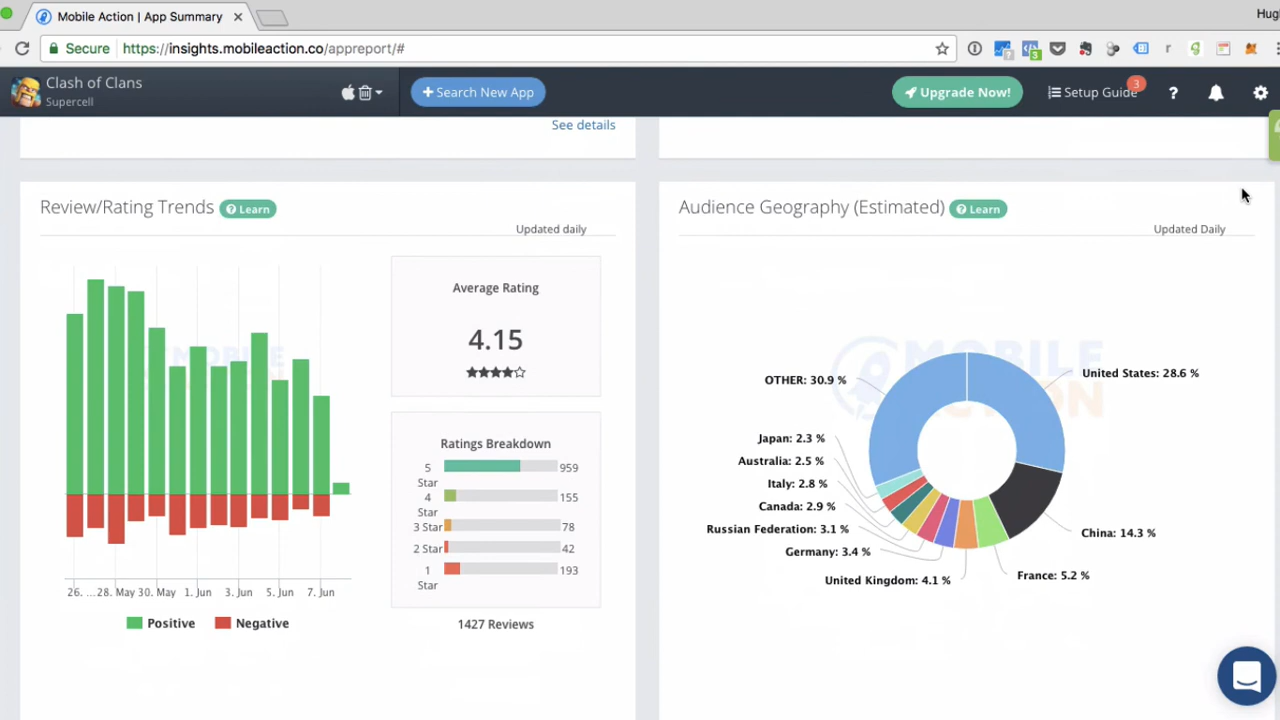 Mobile Action | App Summary
Hugh
Secure https://insights.mobileaction.co/appreport/#
3
Clash of Clans
Supercell
+ Search New App
Upgrade Now!
Setup Guide
3
?
See details
Review/Rating Trends
? Learn
Updated daily
Average Rating
4.15
Ratings Breakdown
5 Star 959
4 Star 155
3 Star 78
2 Star 42
1 Star 193
1427 Reviews
26. ...
28. May
30. May
1. Jun
3. Jun
5. Jun
7. Jun
Positive
Negative
Audience Geography (Estimated)
? Learn
Updated Daily
MOBILE
ACTION
OTHER: 30.9 %
United States: 28.6 %
Japan: 2.3 %
Australia: 2.5 %
Italy: 2.8 %
Canada: 2.9 %
Russian Federation: 3.1 %
Germany: 3.4 %
United Kingdom: 4.1 %
France: 5.2 %
China: 14.3 %